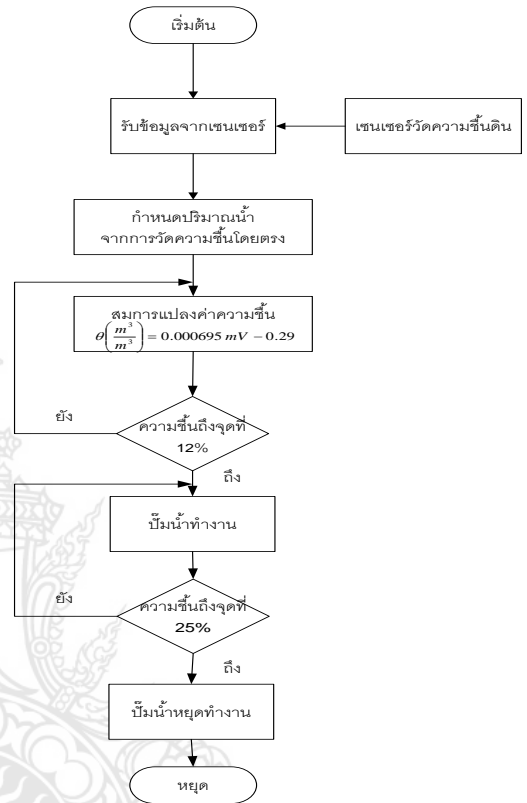 เริ่มต้น
รับข้อมูลจากเซนเซอร์
เซนเซอร์วัดความชื้นดิน
กำหนดปริมาณน้ำ
จากการวัดความชื้นโดยตรง
สมการแปลงค่าความชื้น
θ(m³/m³) = 0.000695 mV − 0.29
ยัง
ความชื้นถึงจุดที่
12%
ถึง
ปั๊มน้ำทำงาน
ยัง
ความชื้นถึงจุดที่
25%
ถึง
ปั๊มน้ำหยุดทำงาน
หยุด